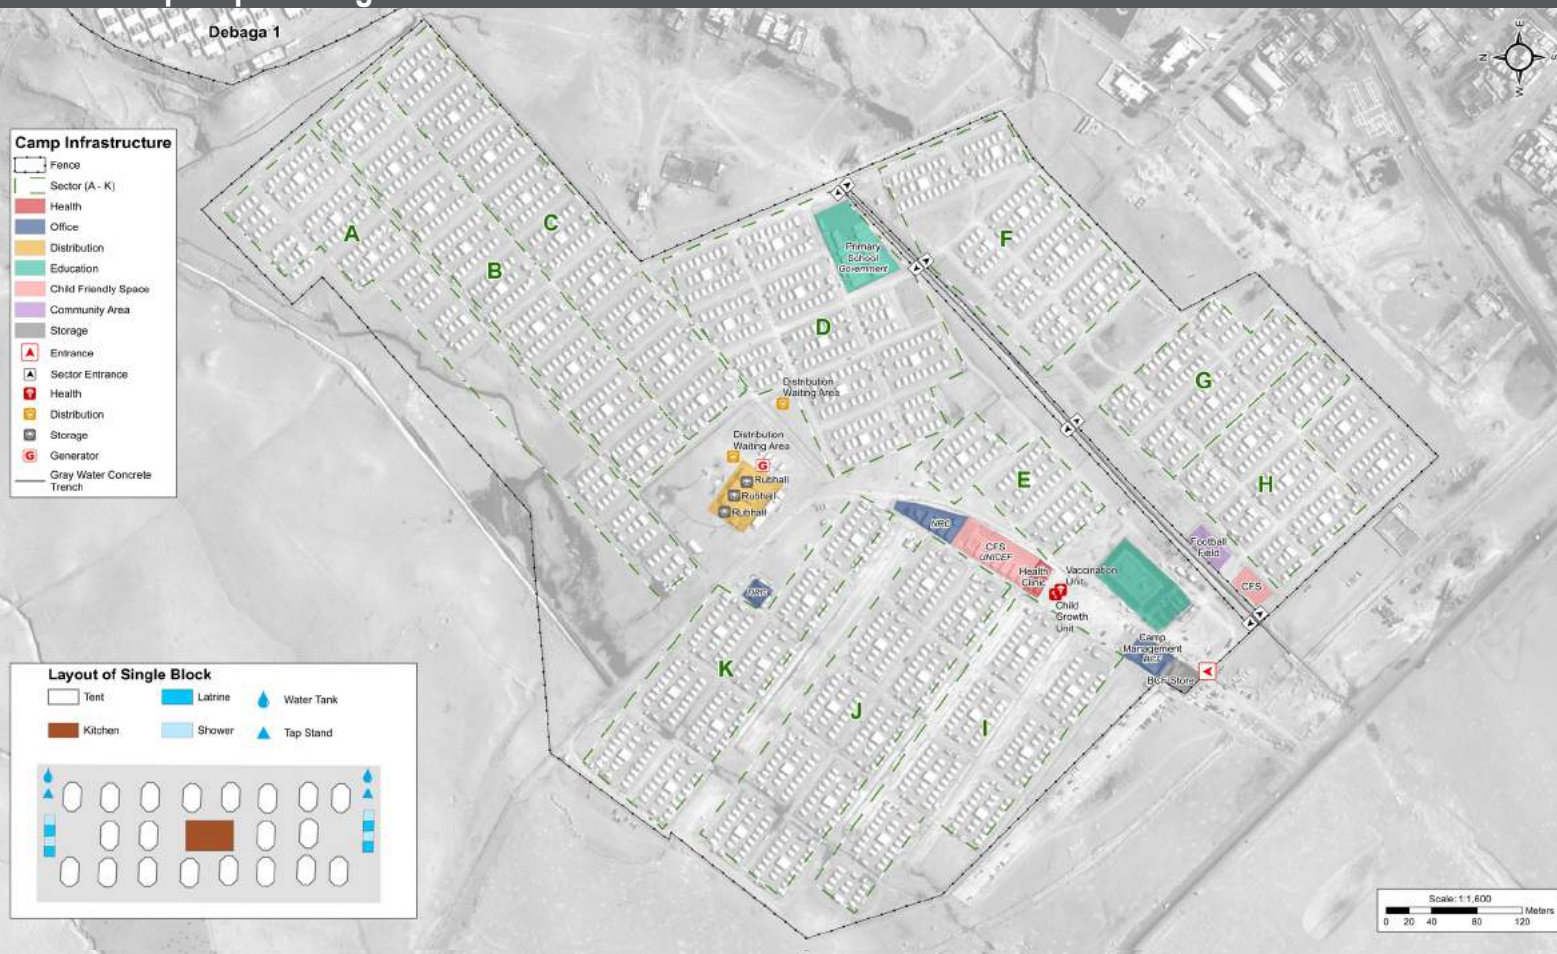 Debaga 1
E
N
S
W
Camp Infrastructure
Fence
Sector (A - K)
Health
Office
Distribution
Education
Child Friendly Space
Community Area
Storage
Entrance
Sector Entrance
Health
Distribution
Storage
G Generator
Gray Water Concrete
Trench
A
B
C
D
E
F
G
H
I
J
K
Primary
School
Government
Distribution
Waiting Area
Distribution
Waiting Area
G
Rubhall
Rubhall
Rubhall
NRC
NRC
CFS
UNICEF
Health
Clinic
Vaccination
Unit
Child
Growth
Unit
Football
Field
CFS
Camp
Management
BCF
BCF Store
Layout of Single Block
Tent
Latrine
Water Tank
Kitchen
Shower
Tap Stand
Scale: 1:1,600
Meters
0 20 40 80 120